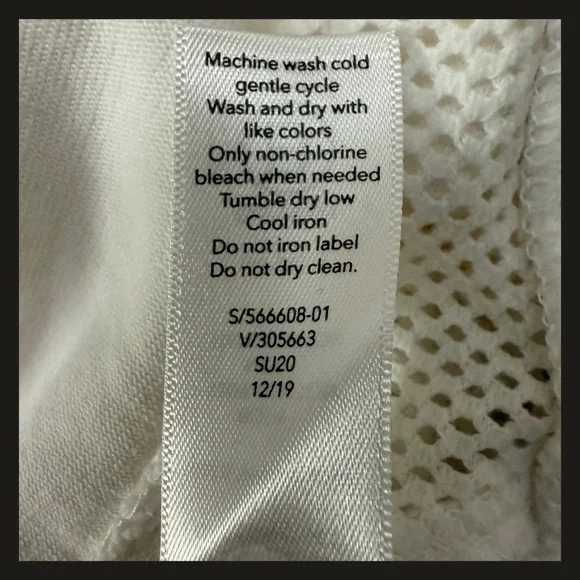 Machine wash cold
gentle cycle
Wash and dry with
like colors
Only non-chlorine
bleach when needed
Tumble dry low
Cool iron
Do not iron label
Do not dry clean.
S/566608-01
V/305663
SU20
12/19